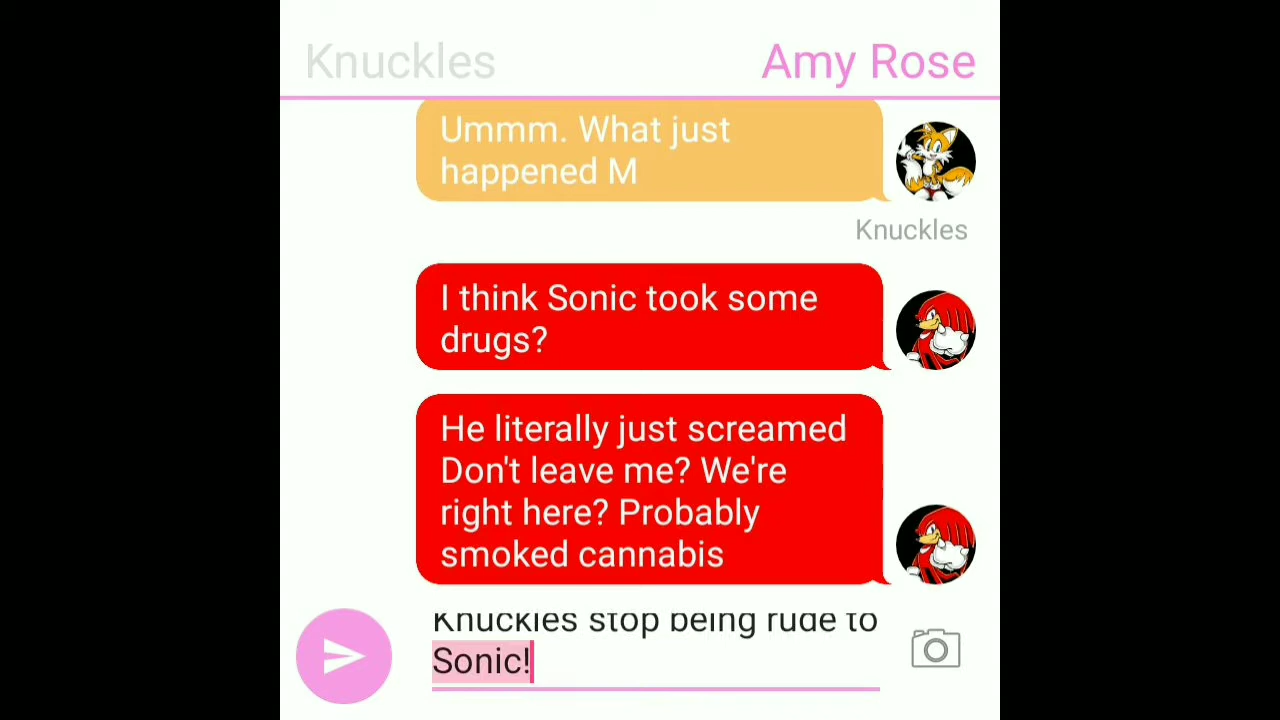 Knuckles Amy Rose
Ummm. What just
happened M
Knuckles
I think Sonic took some
drugs?
He literally just screamed
Don't leave me? We're
right here? Probably
smoked cannabis
Knuckles stop being rude to
Sonic!